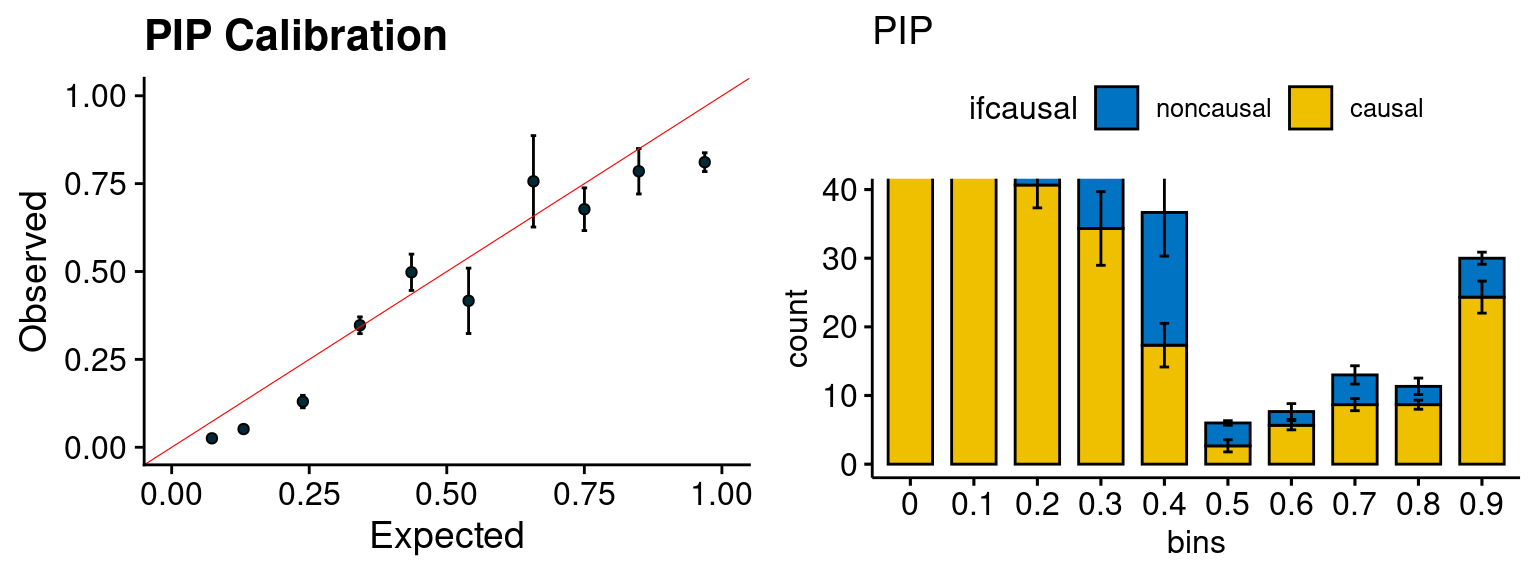 PIP Calibration
Observed
1.00
0.75
0.50
0.25
0.00
0.00 0.25 0.50 0.75 1.00
Expected
PIP
ifcausal noncausal causal
count
40
30
20
10
0
0 0.1 0.2 0.3 0.4 0.5 0.6 0.7 0.8 0.9
bins